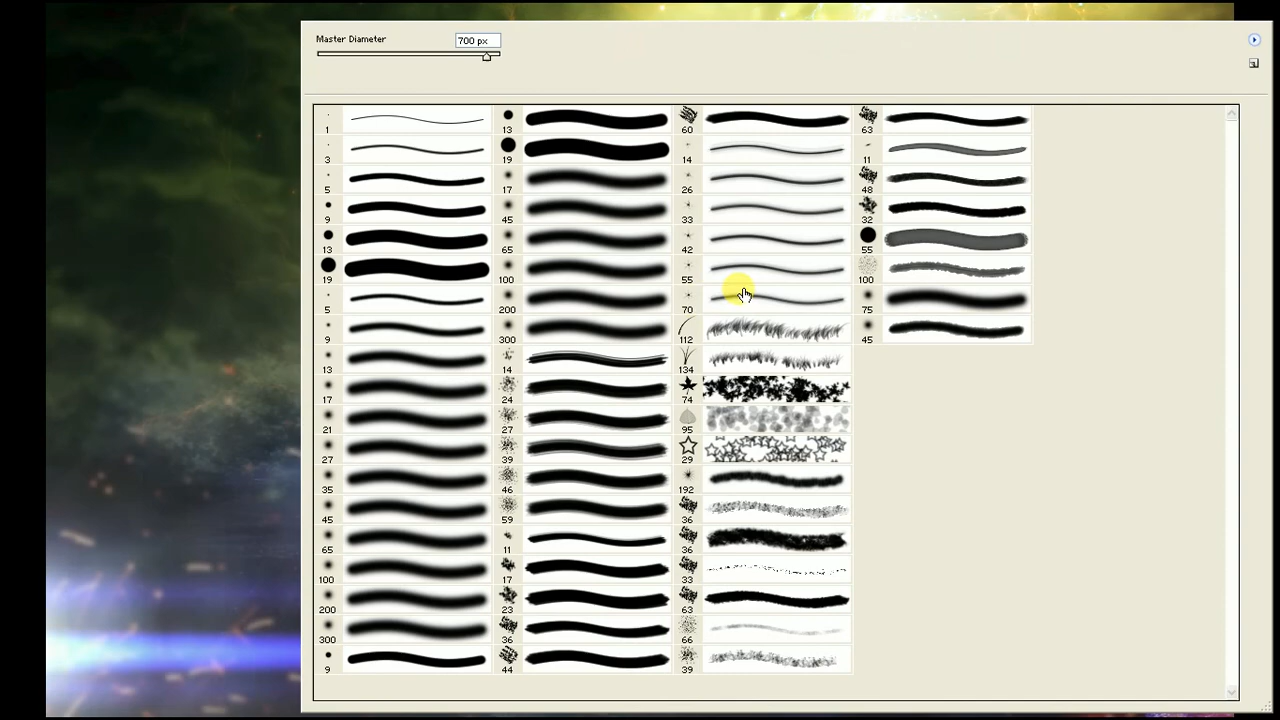 Master Diameter 700 px
1 13 60 63
3 19 14 11
5 17 26 48
9 45 33 32
13 65 42 55
19 100 55 100
5 200 70 75
9 300 112 45
13 14 134
17 24 74
21 27 95
27 39 29
35 46 192
45 59 36
65 11 36
100 17 33
200 23 63
300 36 66
9 44 39